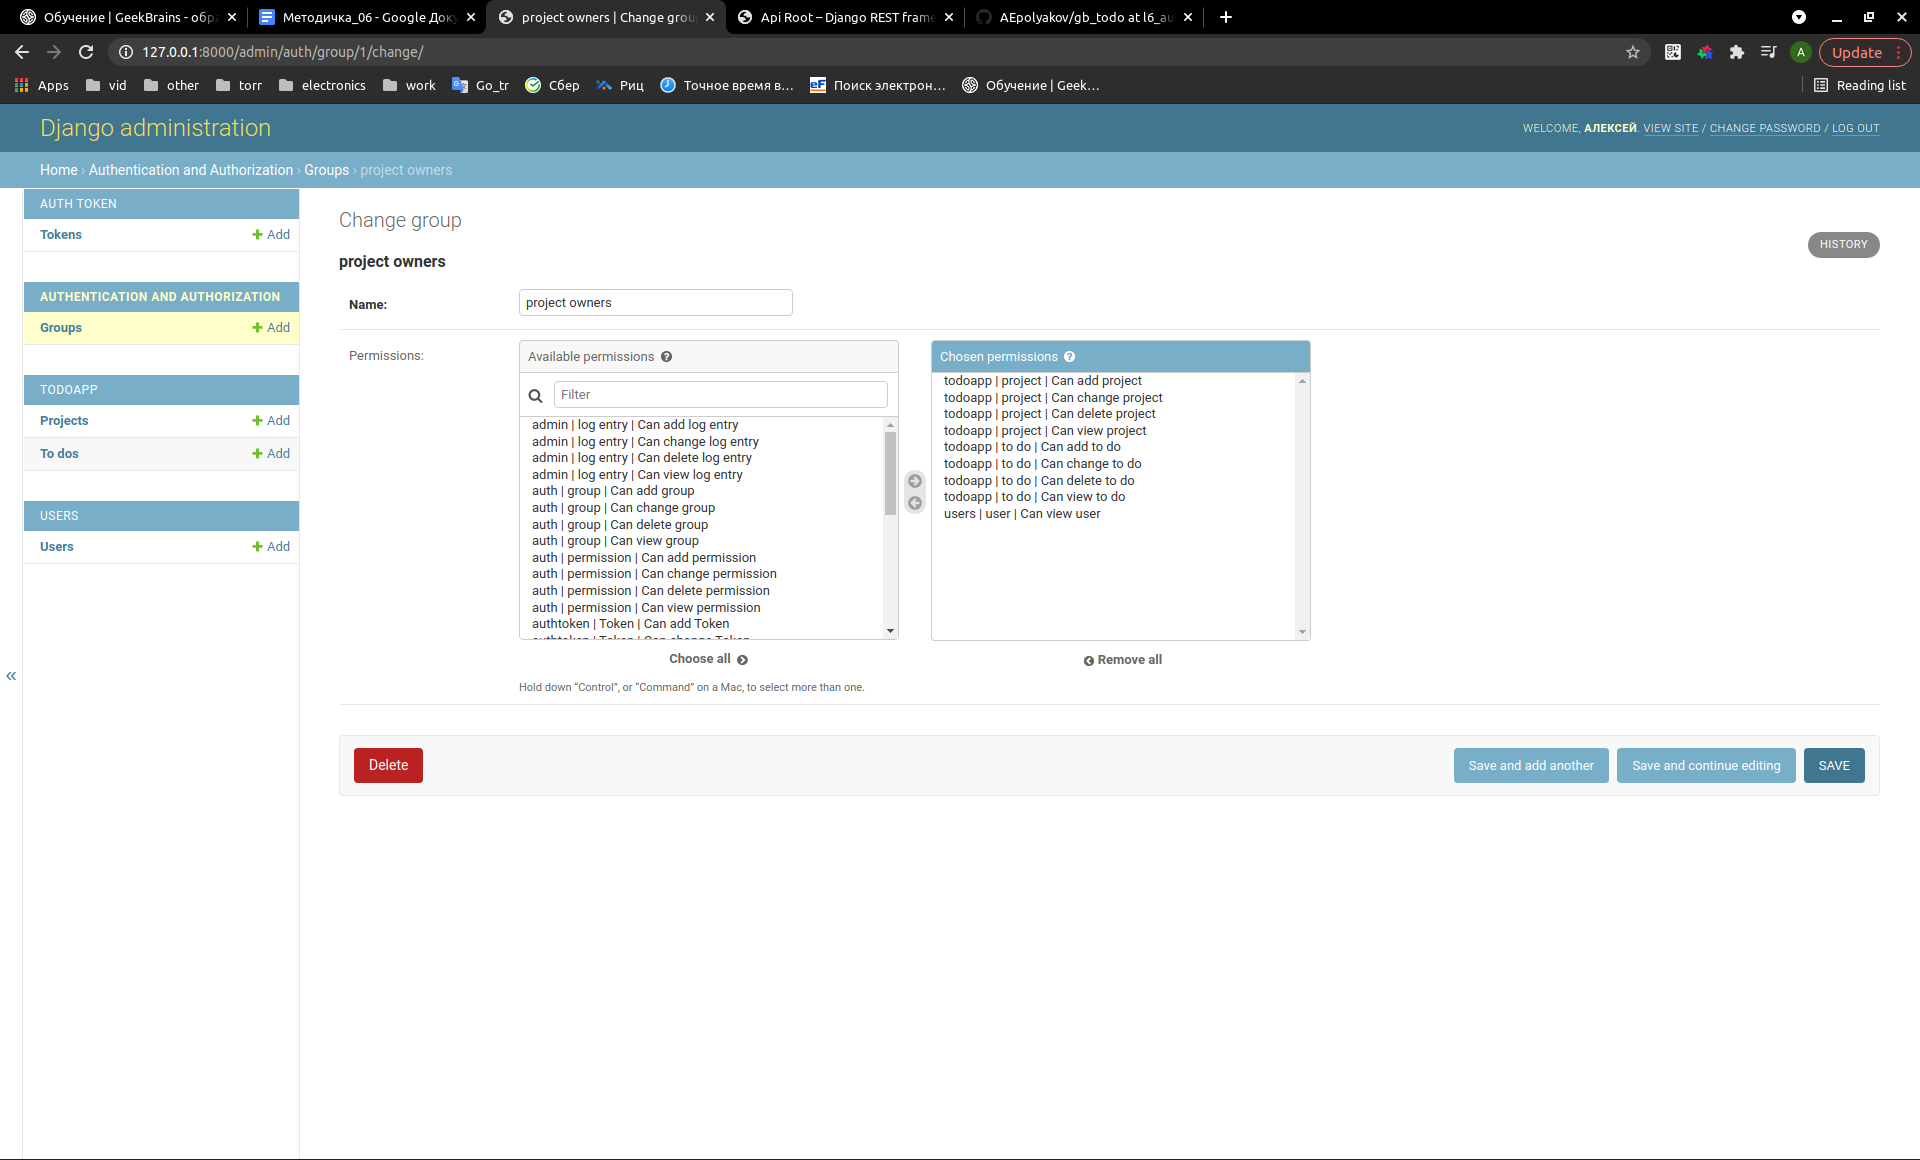 Обучение | GeekBrains - обра
Методичка_06 - Google Док
project owners | Change grou
Api Root – Django REST frame
AEpolyakov/gb_todo at l6_au
127.0.0.1:8000/admin/auth/group/1/change/
A
Update
Apps
vid
other
torr
electronics
work
Go_tr
Сбер
Риц
Точное время в...
eF
Поиск электрон...
Обучение | Geek...
Reading list
Django administration
WELCOME, АЛЕКСЕЙ. VIEW SITE / CHANGE PASSWORD / LOG OUT
Home › Authentication and Authorization › Groups › project owners
AUTH TOKEN
Tokens
Add
AUTHENTICATION AND AUTHORIZATION
Groups
Add
TODOAPP
Projects
Add
To dos
Add
USERS
Users
Add
«
Change group
HISTORY
project owners
Name:
project owners
Permissions:
Available permissions ?
Filter
admin | log entry | Can add log entry
admin | log entry | Can change log entry
admin | log entry | Can delete log entry
admin | log entry | Can view log entry
auth | group | Can add group
auth | group | Can change group
auth | group | Can delete group
auth | group | Can view group
auth | permission | Can add permission
auth | permission | Can change permission
auth | permission | Can delete permission
auth | permission | Can view permission
authtoken | Token | Can add Token
authtoken | Token | Can change Token
Choose all
Hold down “Control”, or “Command” on a Mac, to select more than one.
Chosen permissions ?
todoapp | project | Can add project
todoapp | project | Can change project
todoapp | project | Can delete project
todoapp | project | Can view project
todoapp | to do | Can add to do
todoapp | to do | Can change to do
todoapp | to do | Can delete to do
todoapp | to do | Can view to do
users | user | Can view user
Remove all
Delete
Save and add another
Save and continue editing
SAVE